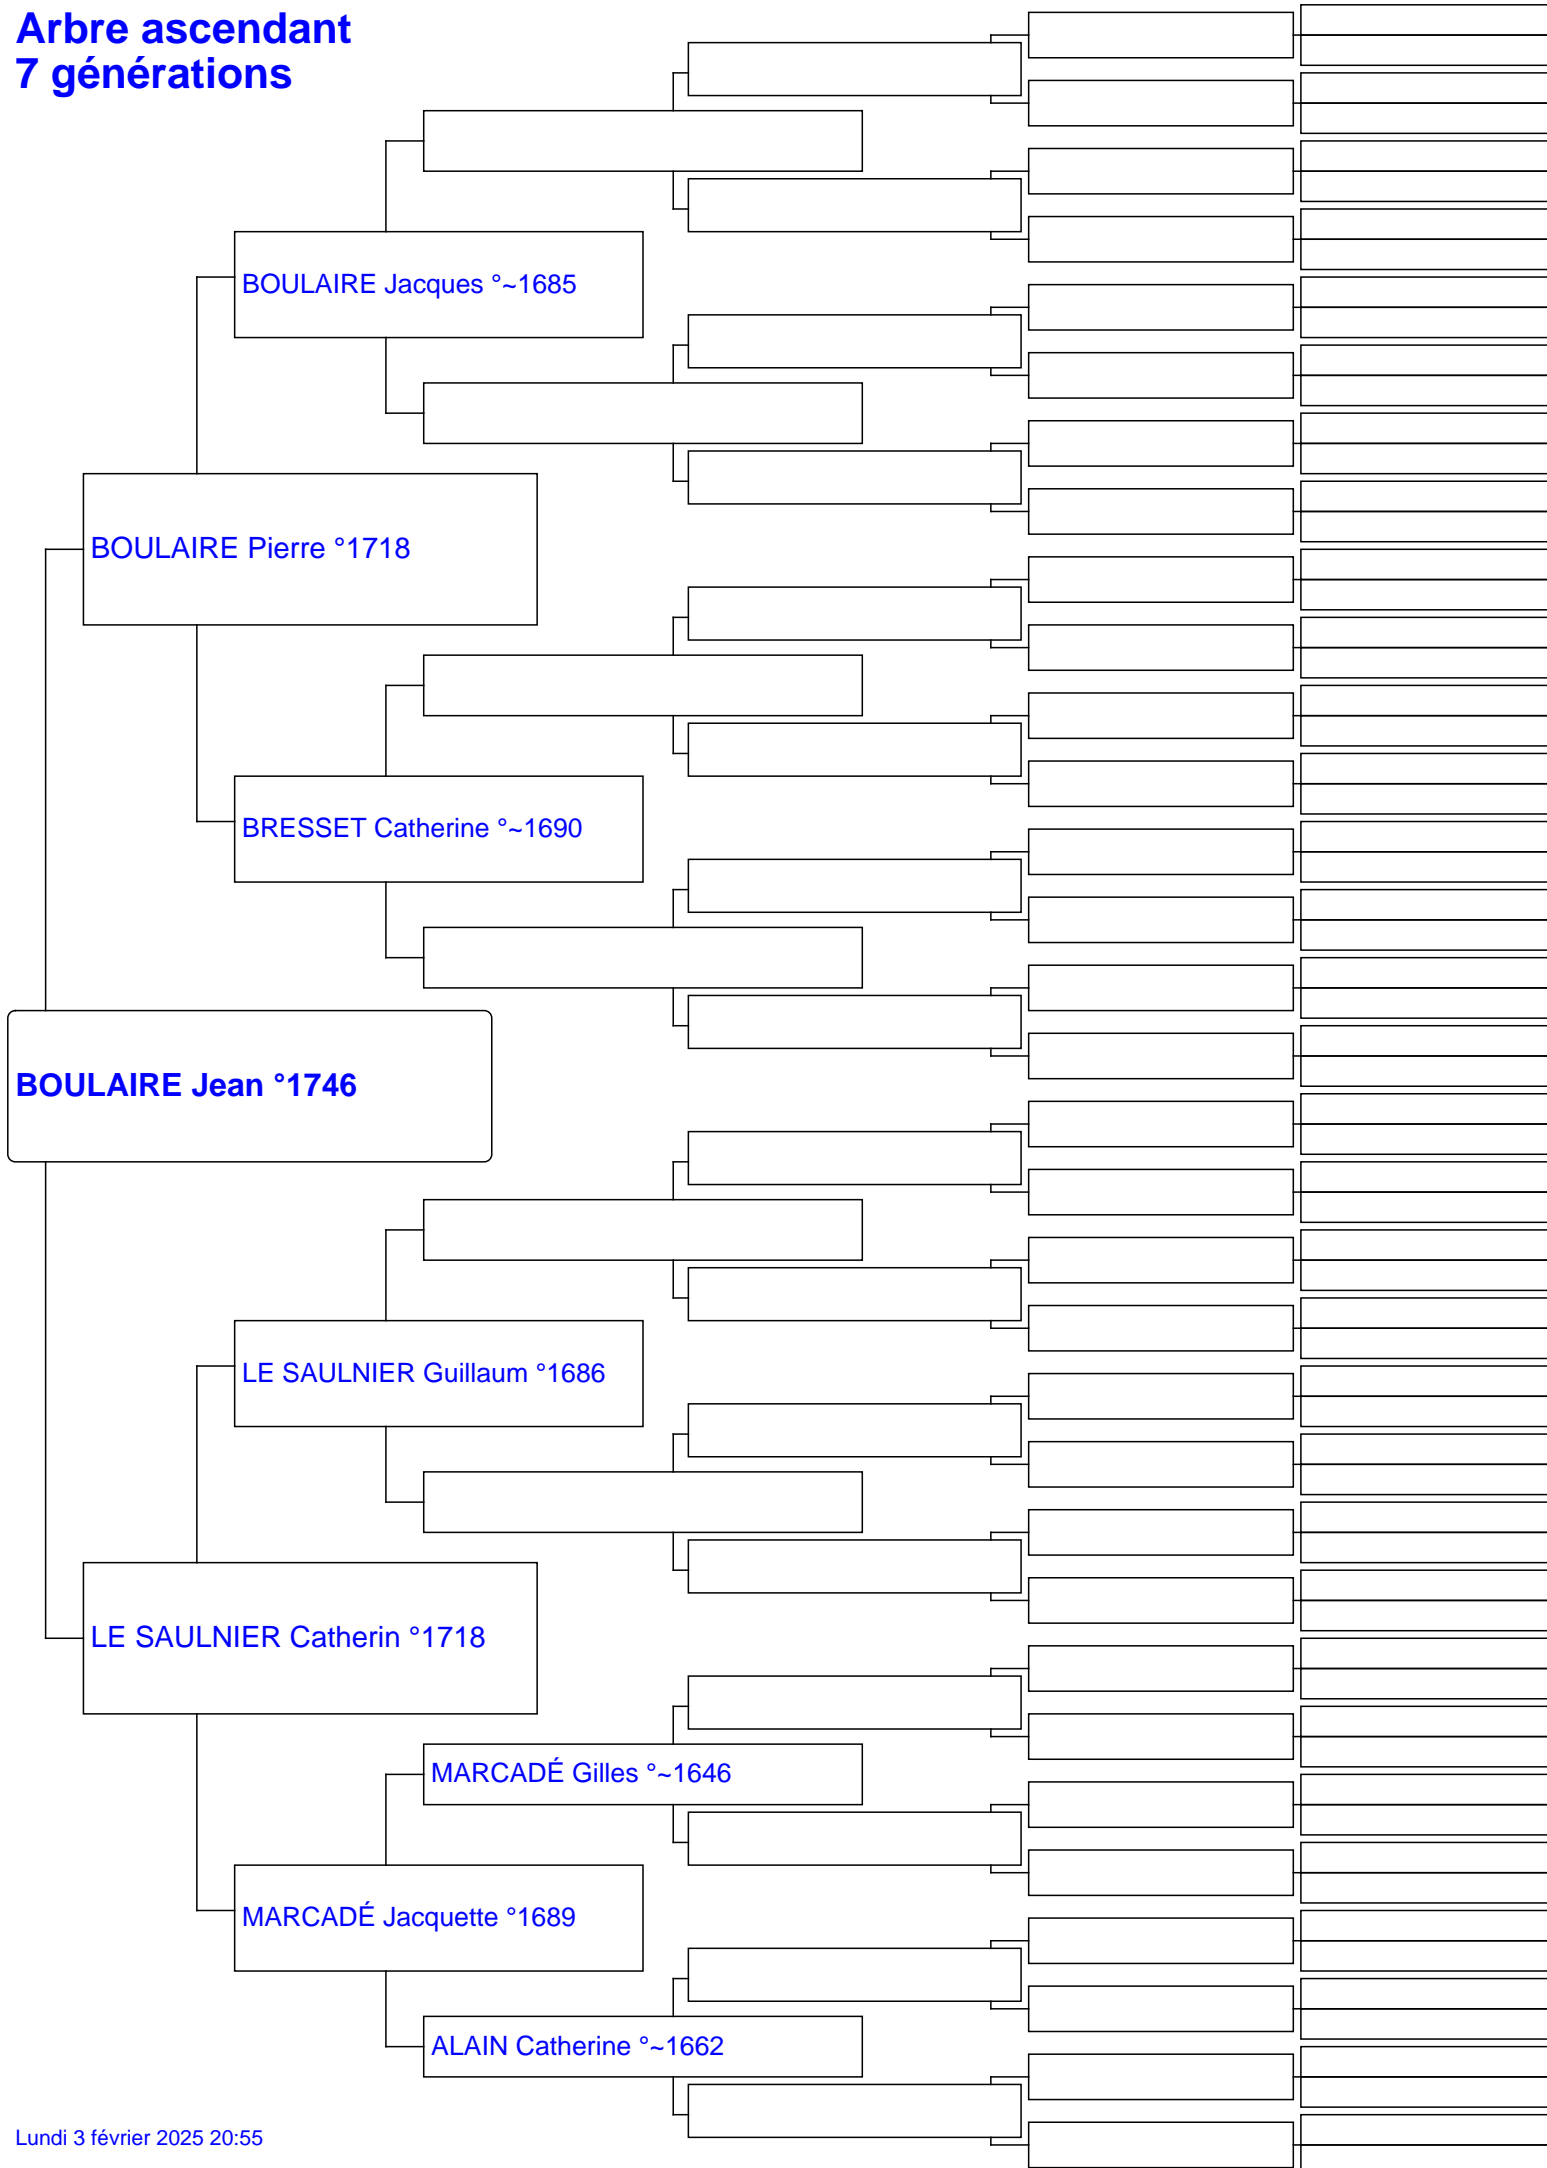 Arbre ascendant
7 générations
BOULAIRE Jacques °~1685
BOULAIRE Pierre °1718
BRESSET Catherine °~1690
BOULAIRE Jean °1746
LE SAULNIER Guillaum °1686
LE SAULNIER Catherin °1718
MARCADÉ Gilles °~1646
MARCADÉ Jacquette °1689
ALAIN Catherine °~1662
Lundi 3 février 2025 20:55